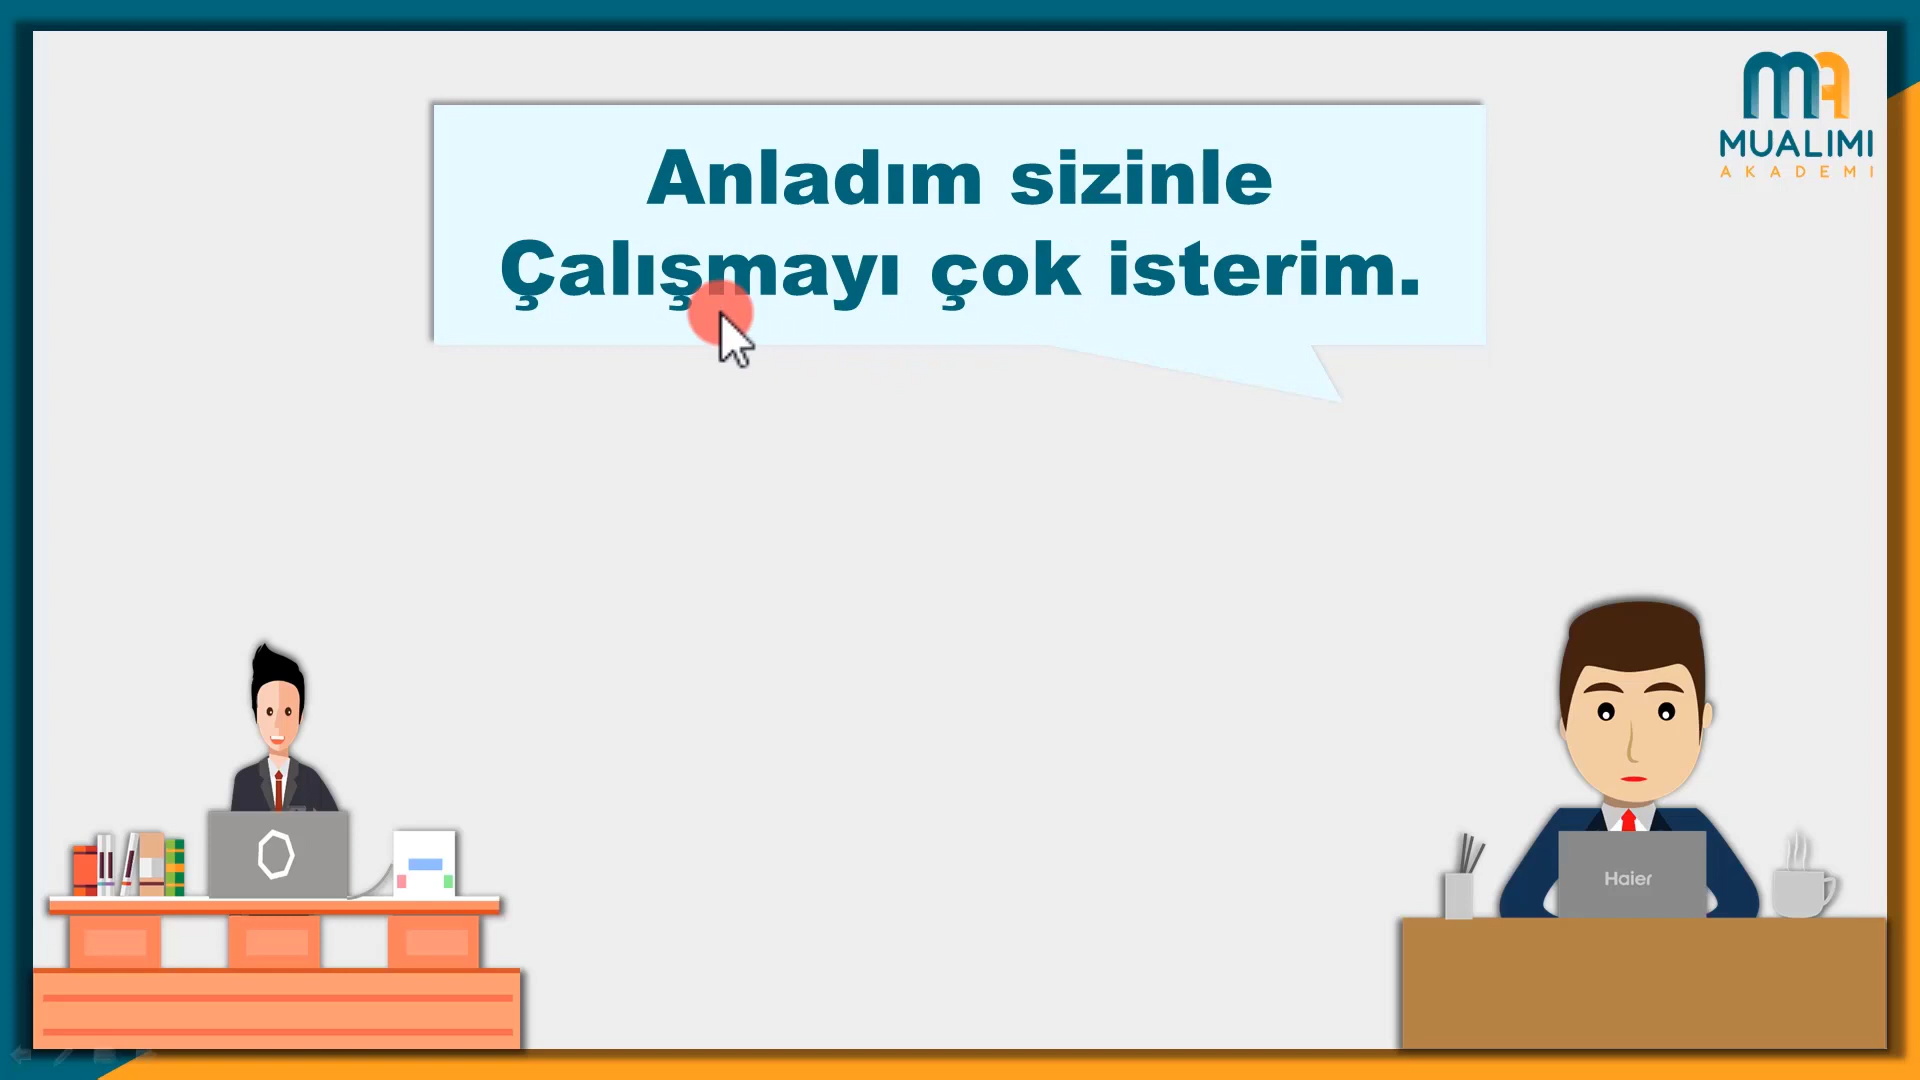 MUALIMI
AKADEMI
Anladım sizinle
Çalışmayı çok isterim.
Haier